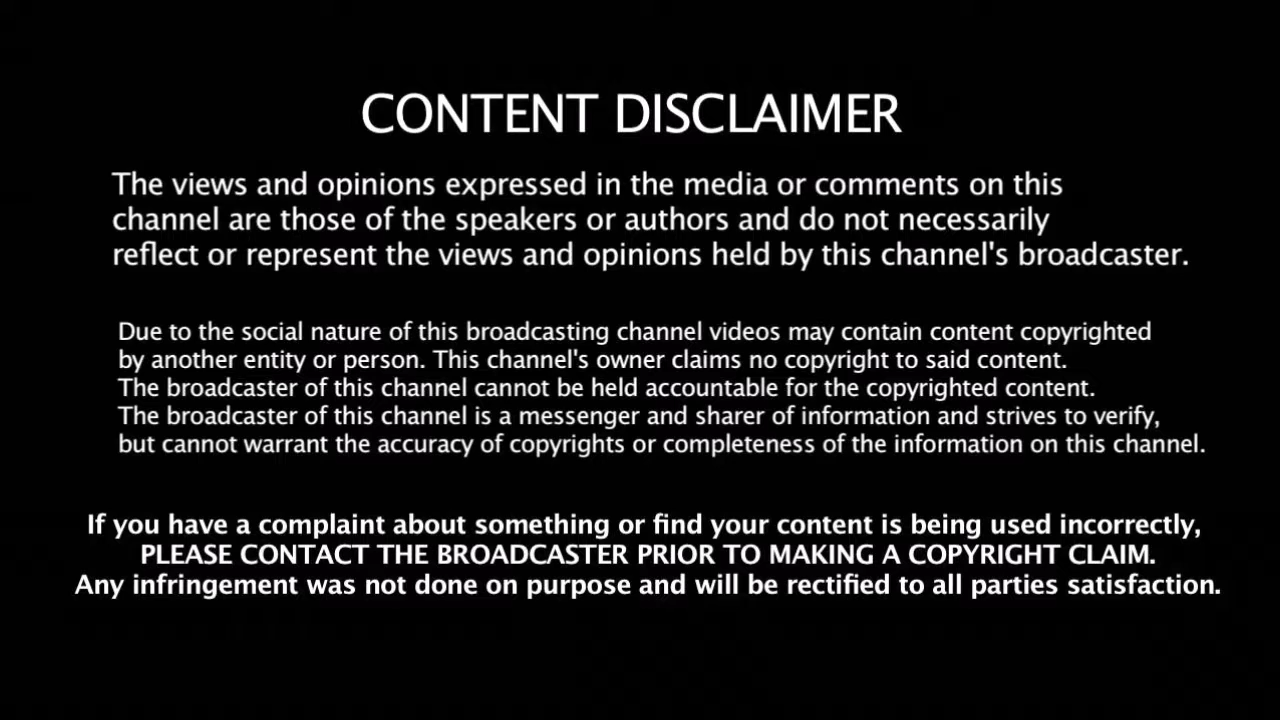 CONTENT DISCLAIMER
The views and opinions expressed in the media or comments on this
channel are those of the speakers or authors and do not necessarily
reflect or represent the views and opinions held by this channel's broadcaster.
Due to the social nature of this broadcasting channel videos may contain content copyrighted
by another entity or person. This channel's owner claims no copyright to said content.
The broadcaster of this channel cannot be held accountable for the copyrighted content.
The broadcaster of this channel is a messenger and sharer of information and strives to verify,
but cannot warrant the accuracy of copyrights or completeness of the information on this channel.
If you have a complaint about something or find your content is being used incorrectly,
PLEASE CONTACT THE BROADCASTER PRIOR TO MAKING A COPYRIGHT CLAIM.
Any infringement was not done on purpose and will be rectified to all parties satisfaction.